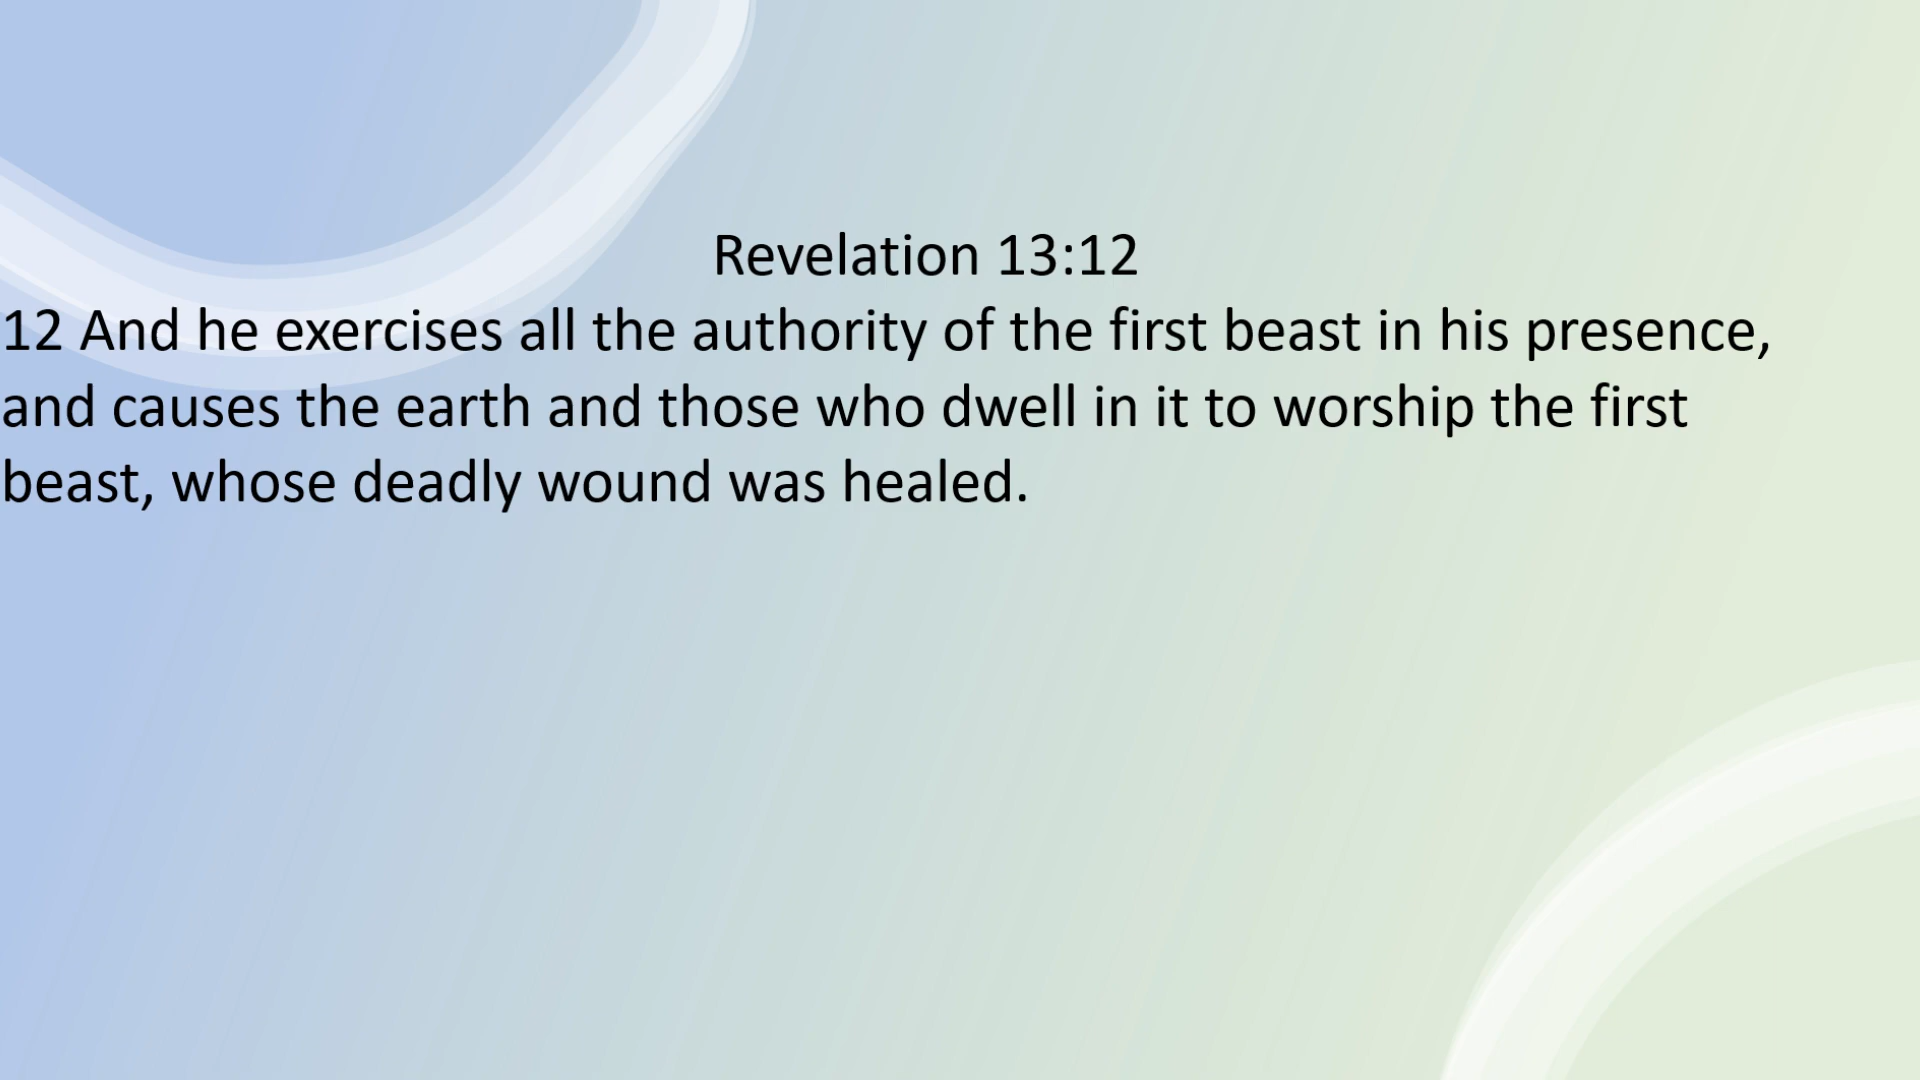 Revelation 13:12
12 And he exercises all the authority of the first beast in his presence,
and causes the earth and those who dwell in it to worship the first
beast, whose deadly wound was healed.